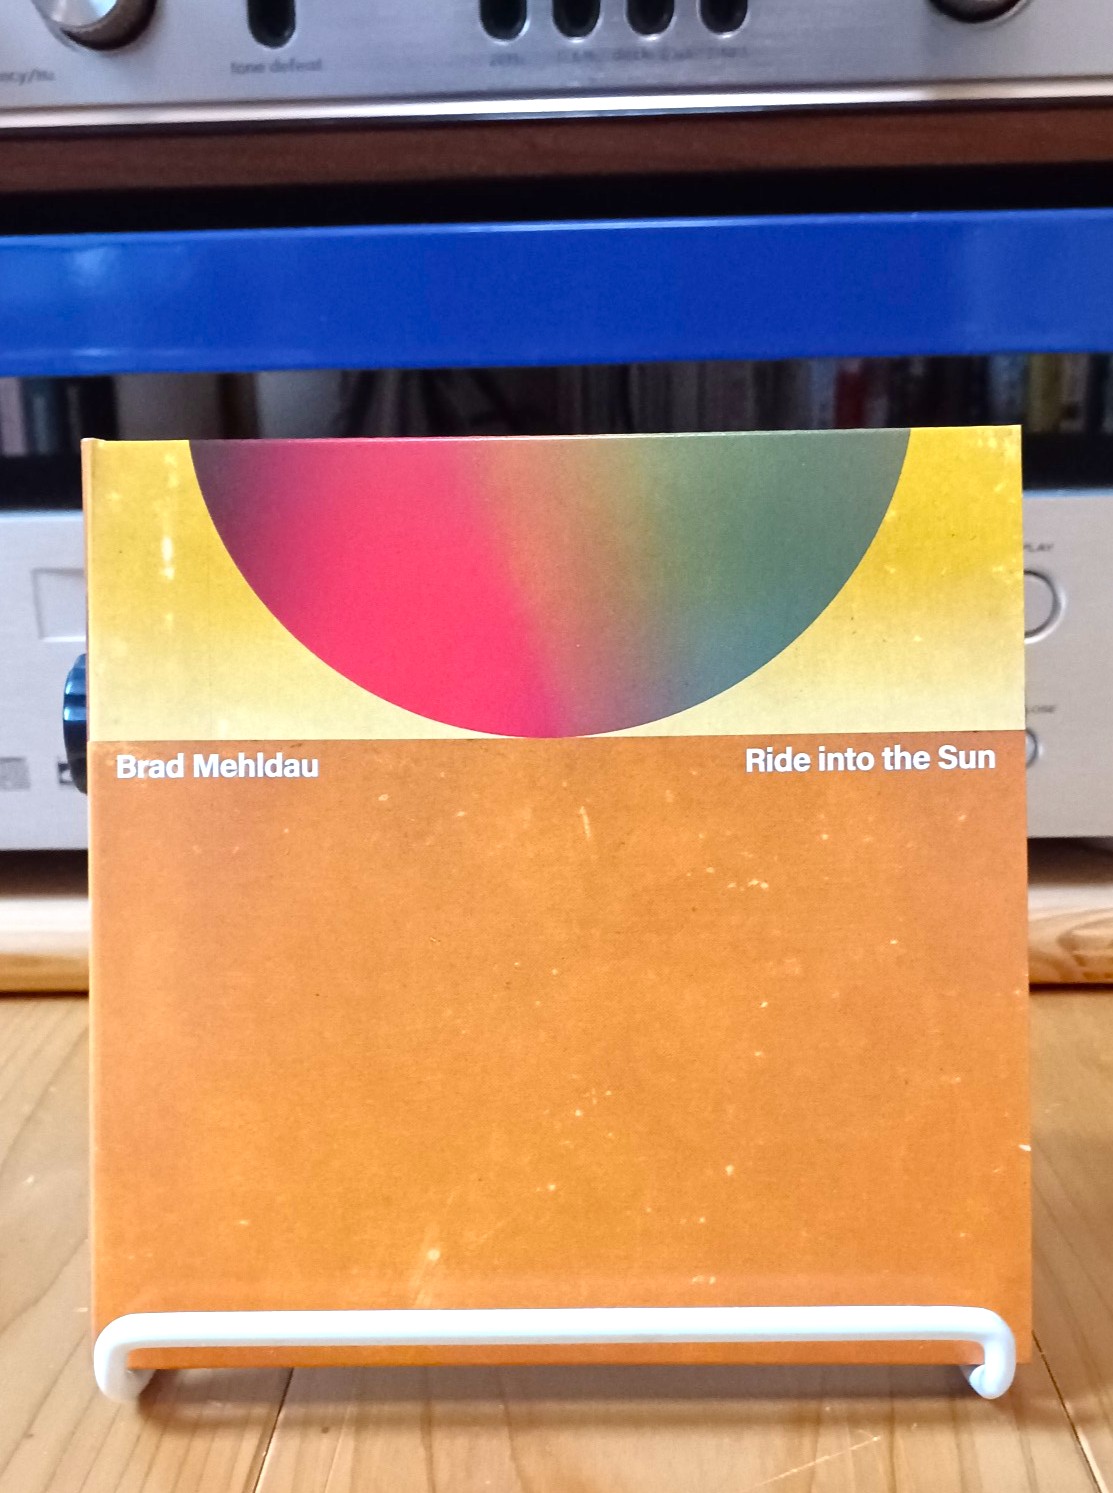 tone defeat
Brad Mehldau
Ride into the Sun